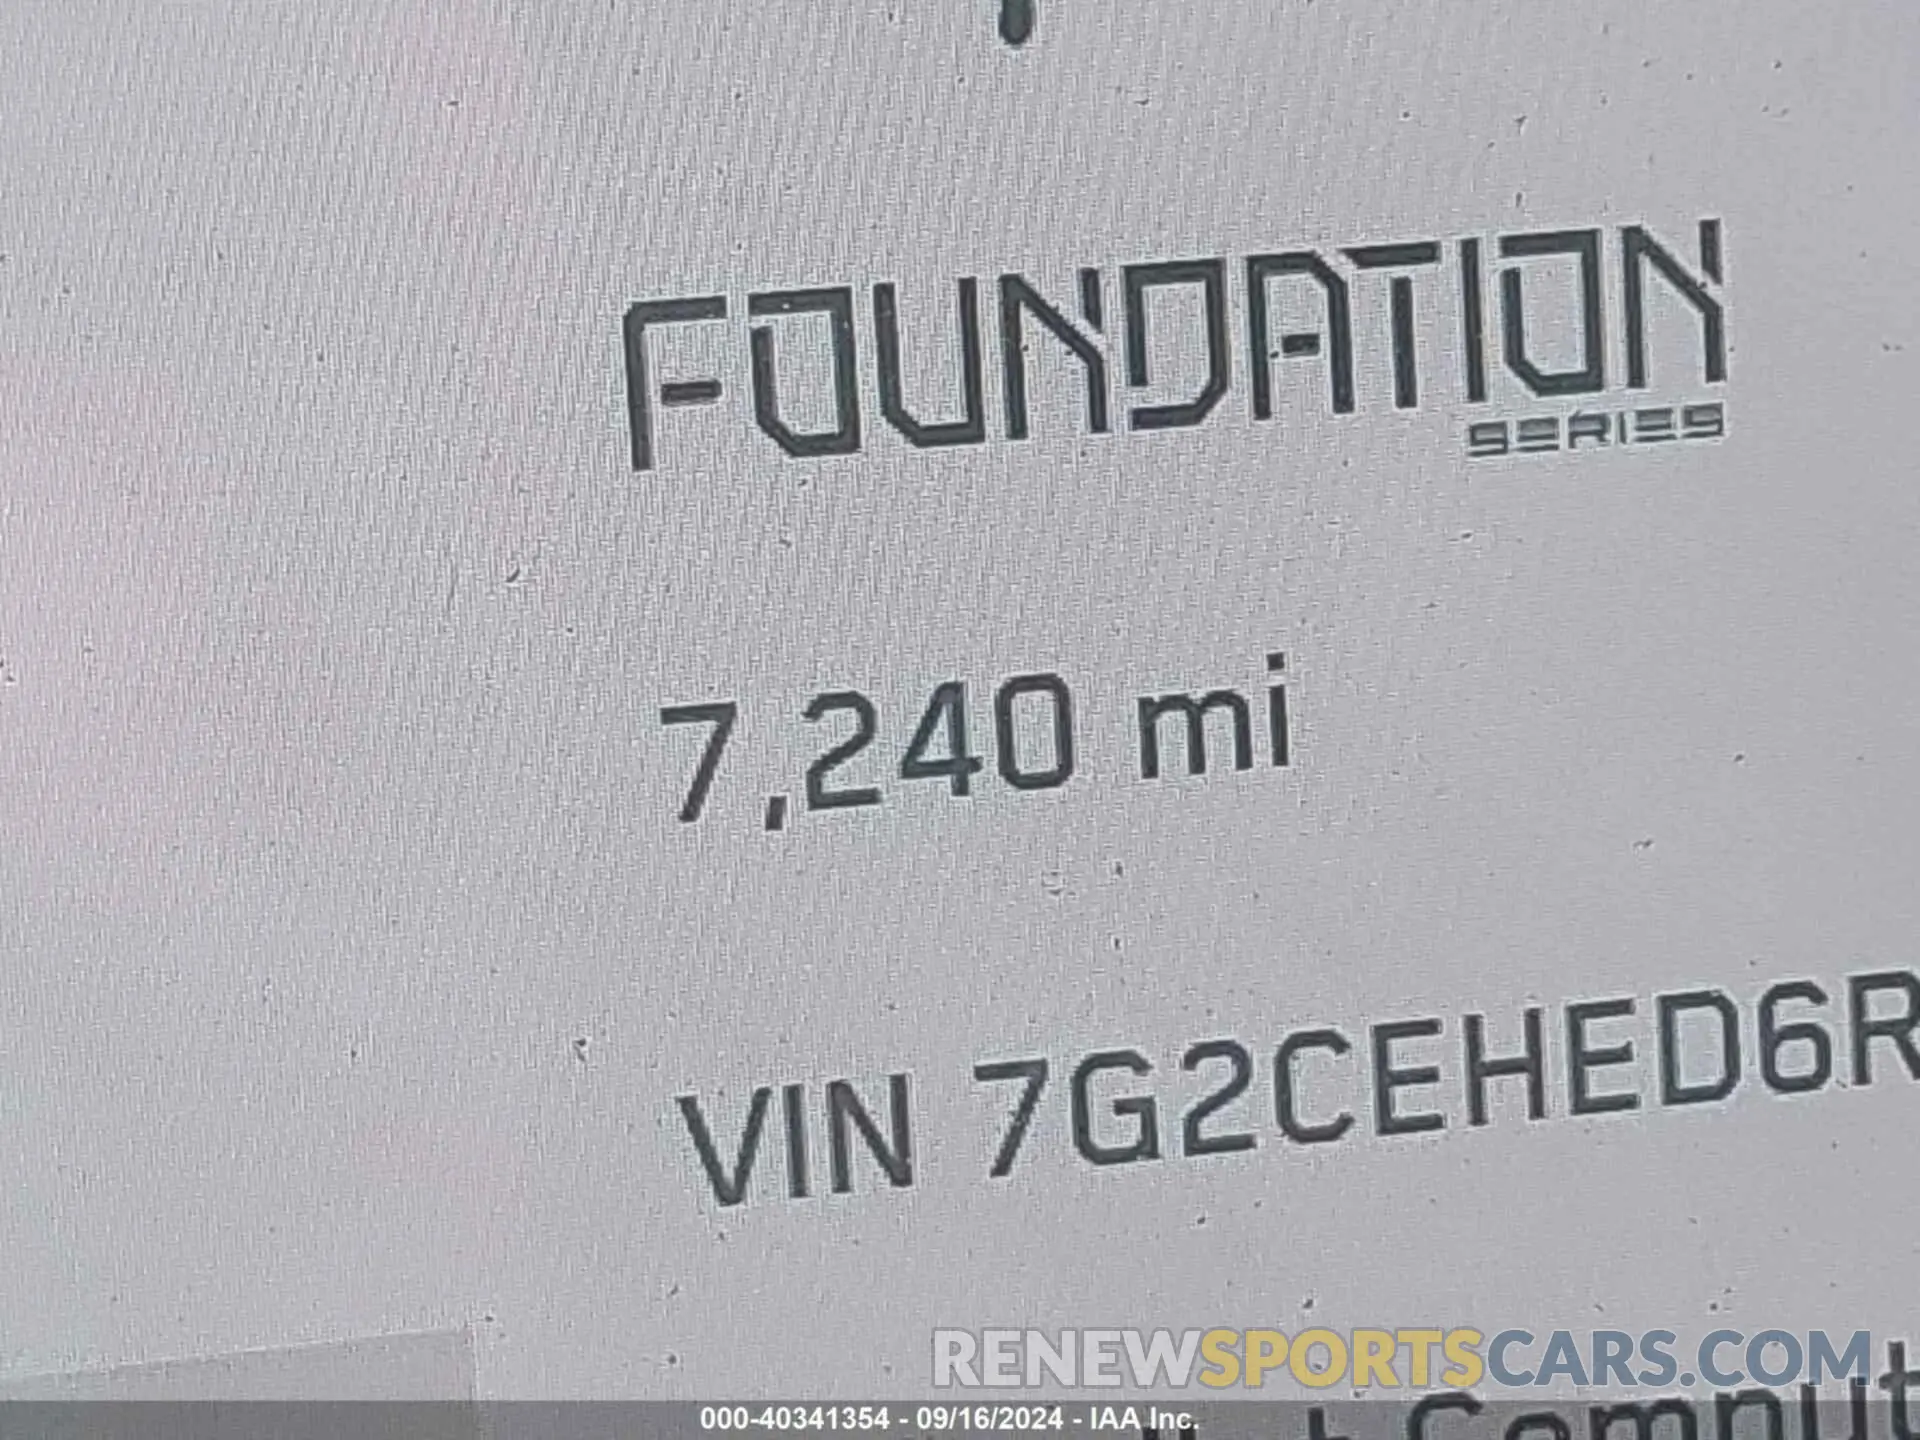 FOUNDATION
SERIES
7,240 mi
VIN 7G2CEHED6R
RENEWSPORTSCARS.COM
000-40341354 - 09/16/2024 - IAA Inc.